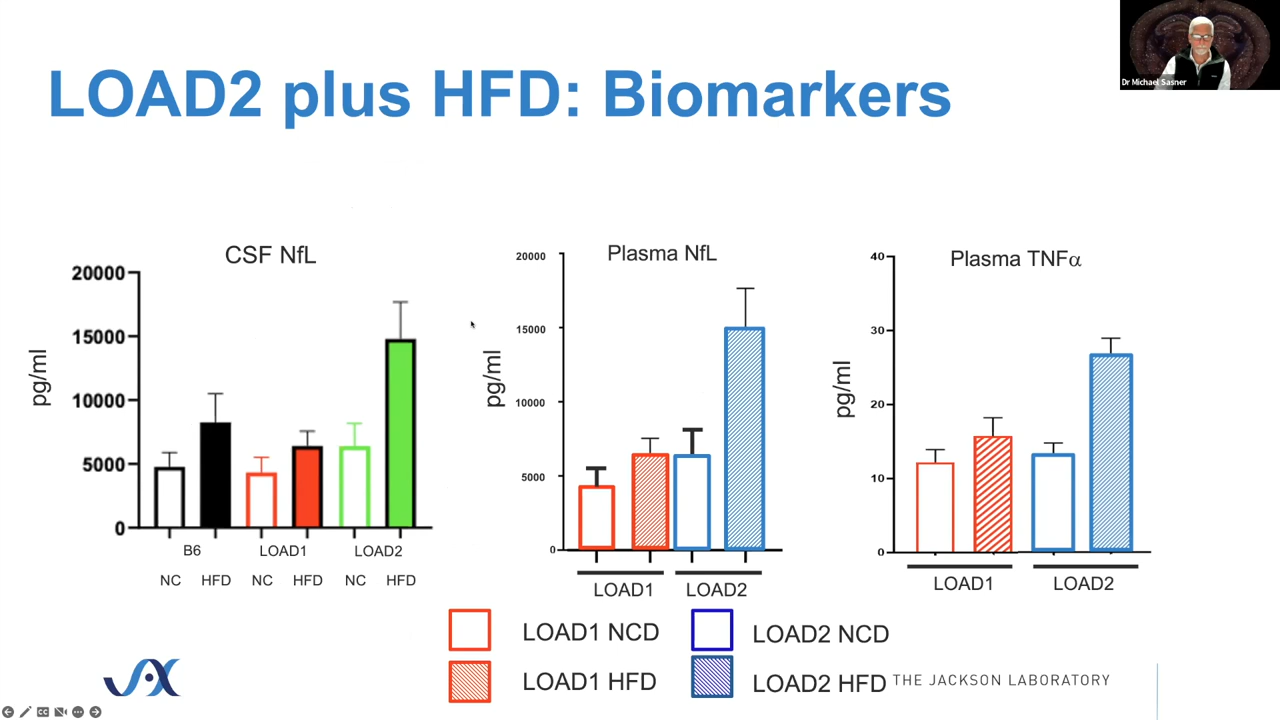 Dr Michael Sasner
LOAD2 plus HFD: Biomarkers
CSF NfL
20000
15000
10000
5000
0
pg/ml
B6 LOAD1 LOAD2
NC HFD NC HFD NC HFD
Plasma NfL
20000
15000
10000
5000
0
pg/ml
LOAD1 LOAD2
Plasma TNFα
40
30
20
10
0
pg/ml
LOAD1 LOAD2
LOAD1 NCD LOAD2 NCD
LOAD1 HFD LOAD2 HFD
THE JACKSON LABORATORY
JAX
CC